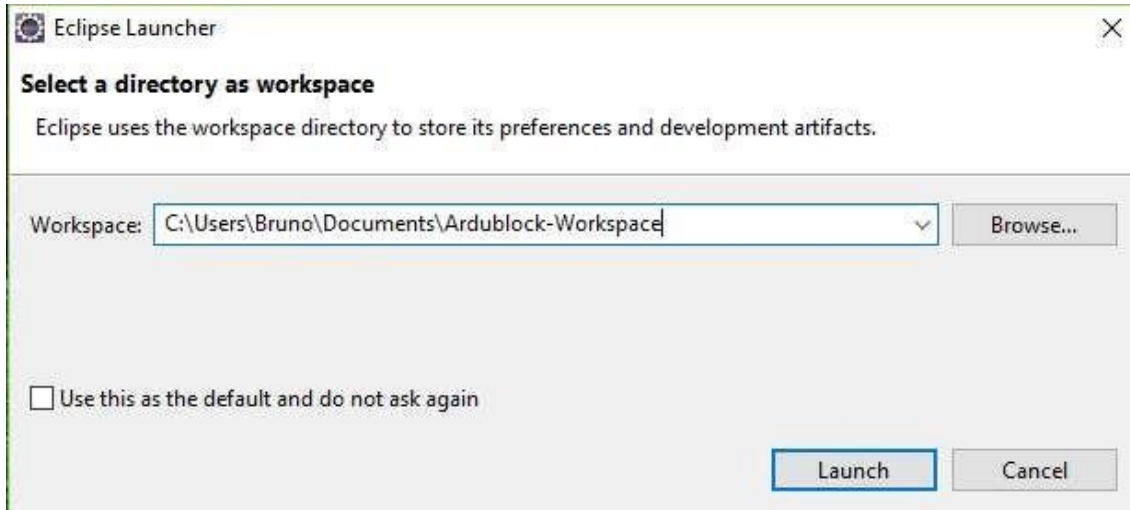 Eclipse Launcher
Select a directory as workspace
Eclipse uses the workspace directory to store its preferences and development artifacts.
Workspace: C:\Users\Bruno\Documents\Ardublock-Workspace Browse...
Use this as the default and do not ask again
Launch Cancel